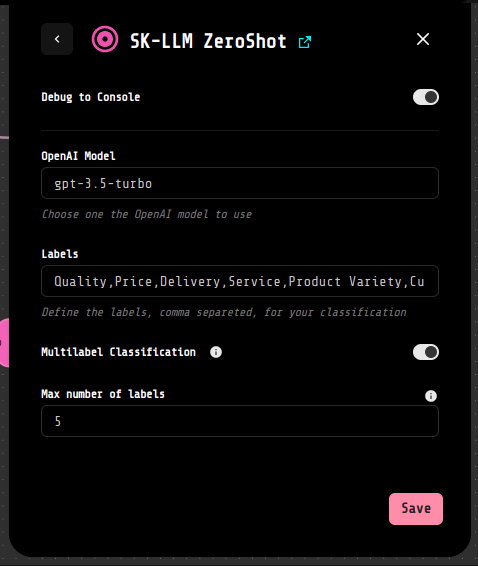 SK-LLM ZeroShot
Debug to Console
OpenAI Model
gpt-3.5-turbo
Choose one the OpenAI model to use
Labels
Quality,Price,Delivery,Service,Product Variety,Cu
Define the labels, comma separeted, for your classification
Multilabel Classification
Max number of labels
5
Save